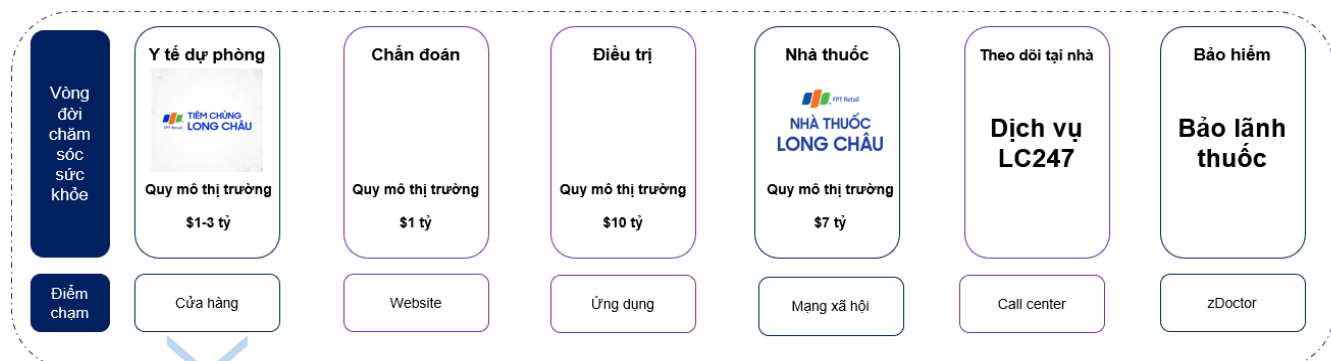 Vòng
đời
chăm
sóc
sức
khỏe
Y tế dự phòng
FPT Retail
TIÊM CHỦNG
LONG CHÂU
Quy mô thị trường
$1-3 tỷ
Chẩn đoán
Quy mô thị trường
$1 tỷ
Điều trị
Quy mô thị trường
$10 tỷ
Nhà thuốc
FPT Retail
NHÀ THUỐC
LONG CHÂU
Quy mô thị trường
$7 tỷ
Theo dõi tại nhà
Dịch vụ
LC247
Bảo hiểm
Bảo lãnh
thuốc
Điểm
chạm
Cửa hàng
Website
Ứng dụng
Mạng xã hội
Call center
zDoctor